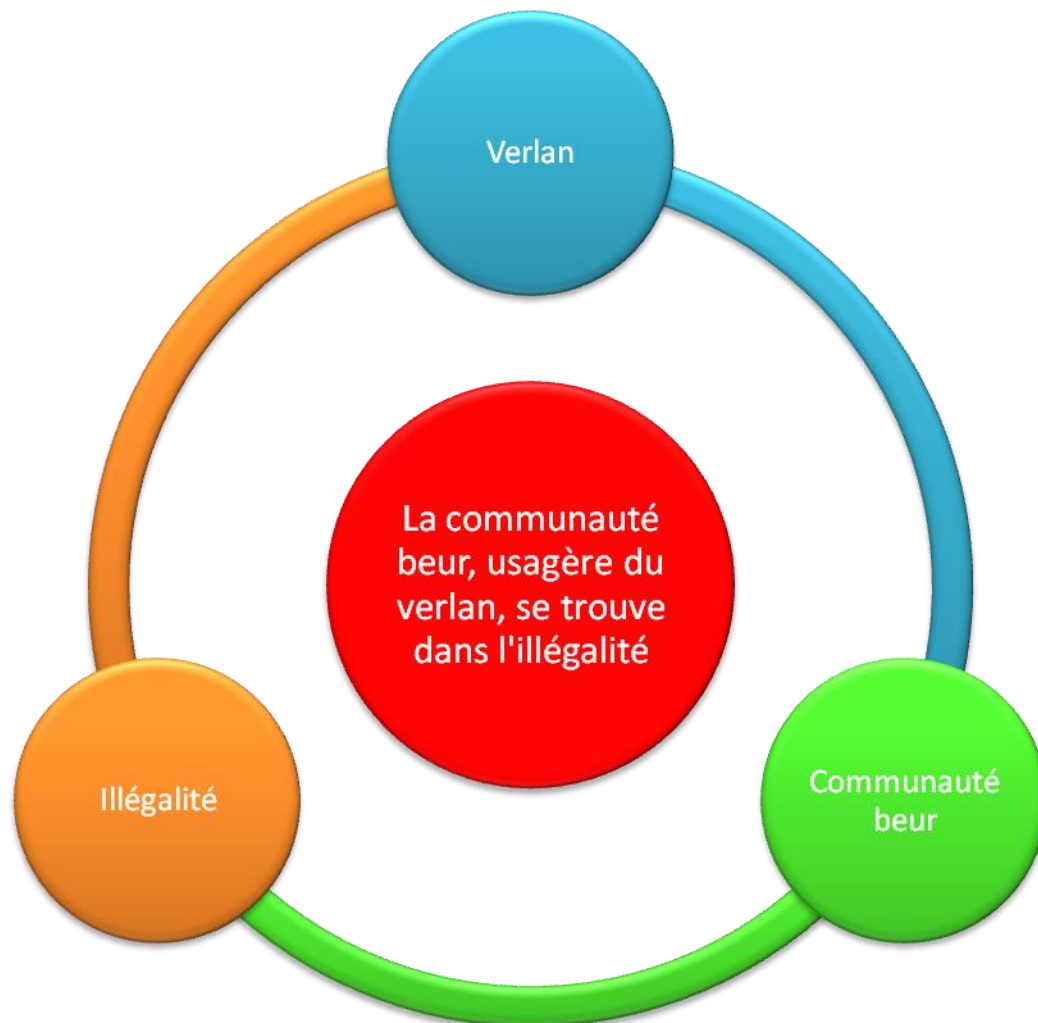 Verlan
La communauté
beur, usagère du
verlan, se trouve
dans l'illégalité
Illégalité
Communauté
beur